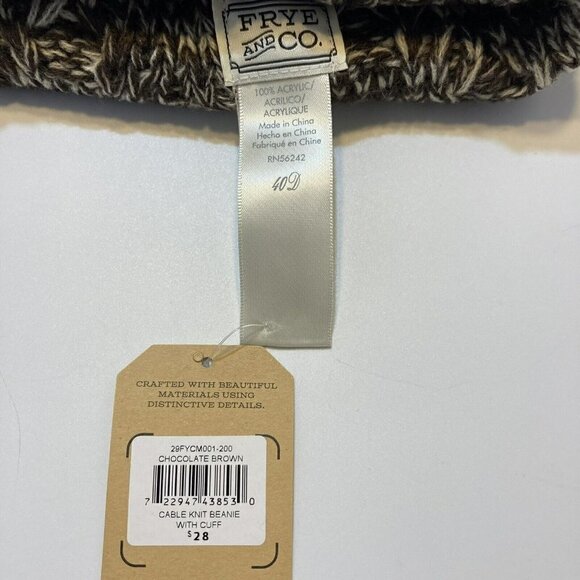 FRYE
AND CO.
100% ACRYLIC/
ACRILICO/
ACRYLIQUE
Made in China
Hecho en China
Fabriqué en Chine
RN56242
40D
CRAFTED WITH BEAUTIFUL
MATERIALS USING
DISTINCTIVE DETAILS.
29FYCM001-200
CHOCOLATE BROWN
7 22947 43853 0
CABLE KNIT BEANIE
WITH CUFF
$28